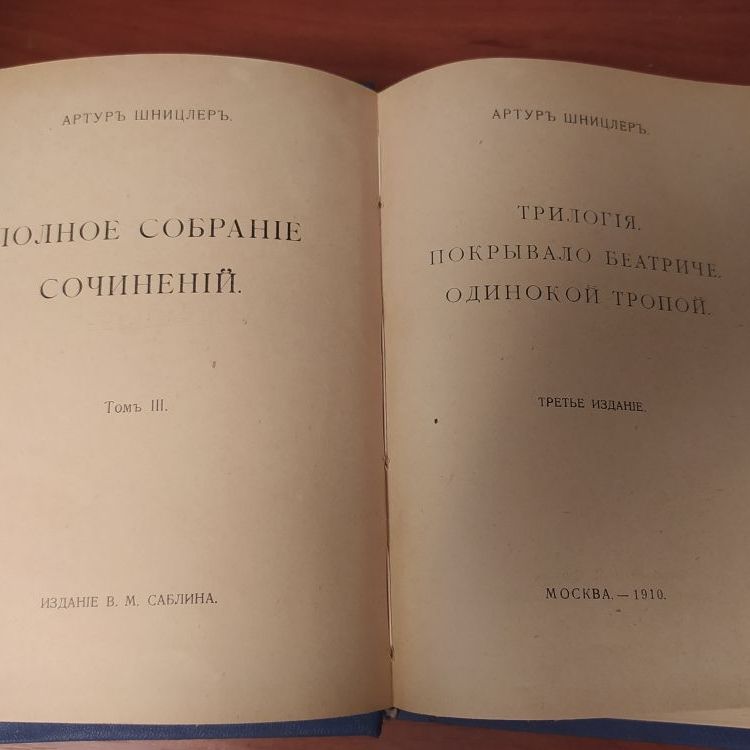 АРТУРЪ ШНИЦЛЕРЪ.
ПОЛНОЕ СОБРАНІЕ
СОЧИНЕНІЙ.
Томъ III.
ИЗДАНІЕ В. М. САБЛИНА.
АРТУРЪ ШНИЦЛЕРЪ.
ТРИЛОГІЯ.
ПОКРЫВАЛО БЕАТРИЧЕ.
ОДИНОКОЙ ТРОПОЙ.
ТРЕТЬЕ ИЗДАНІЕ.
МОСКВА.—1910.